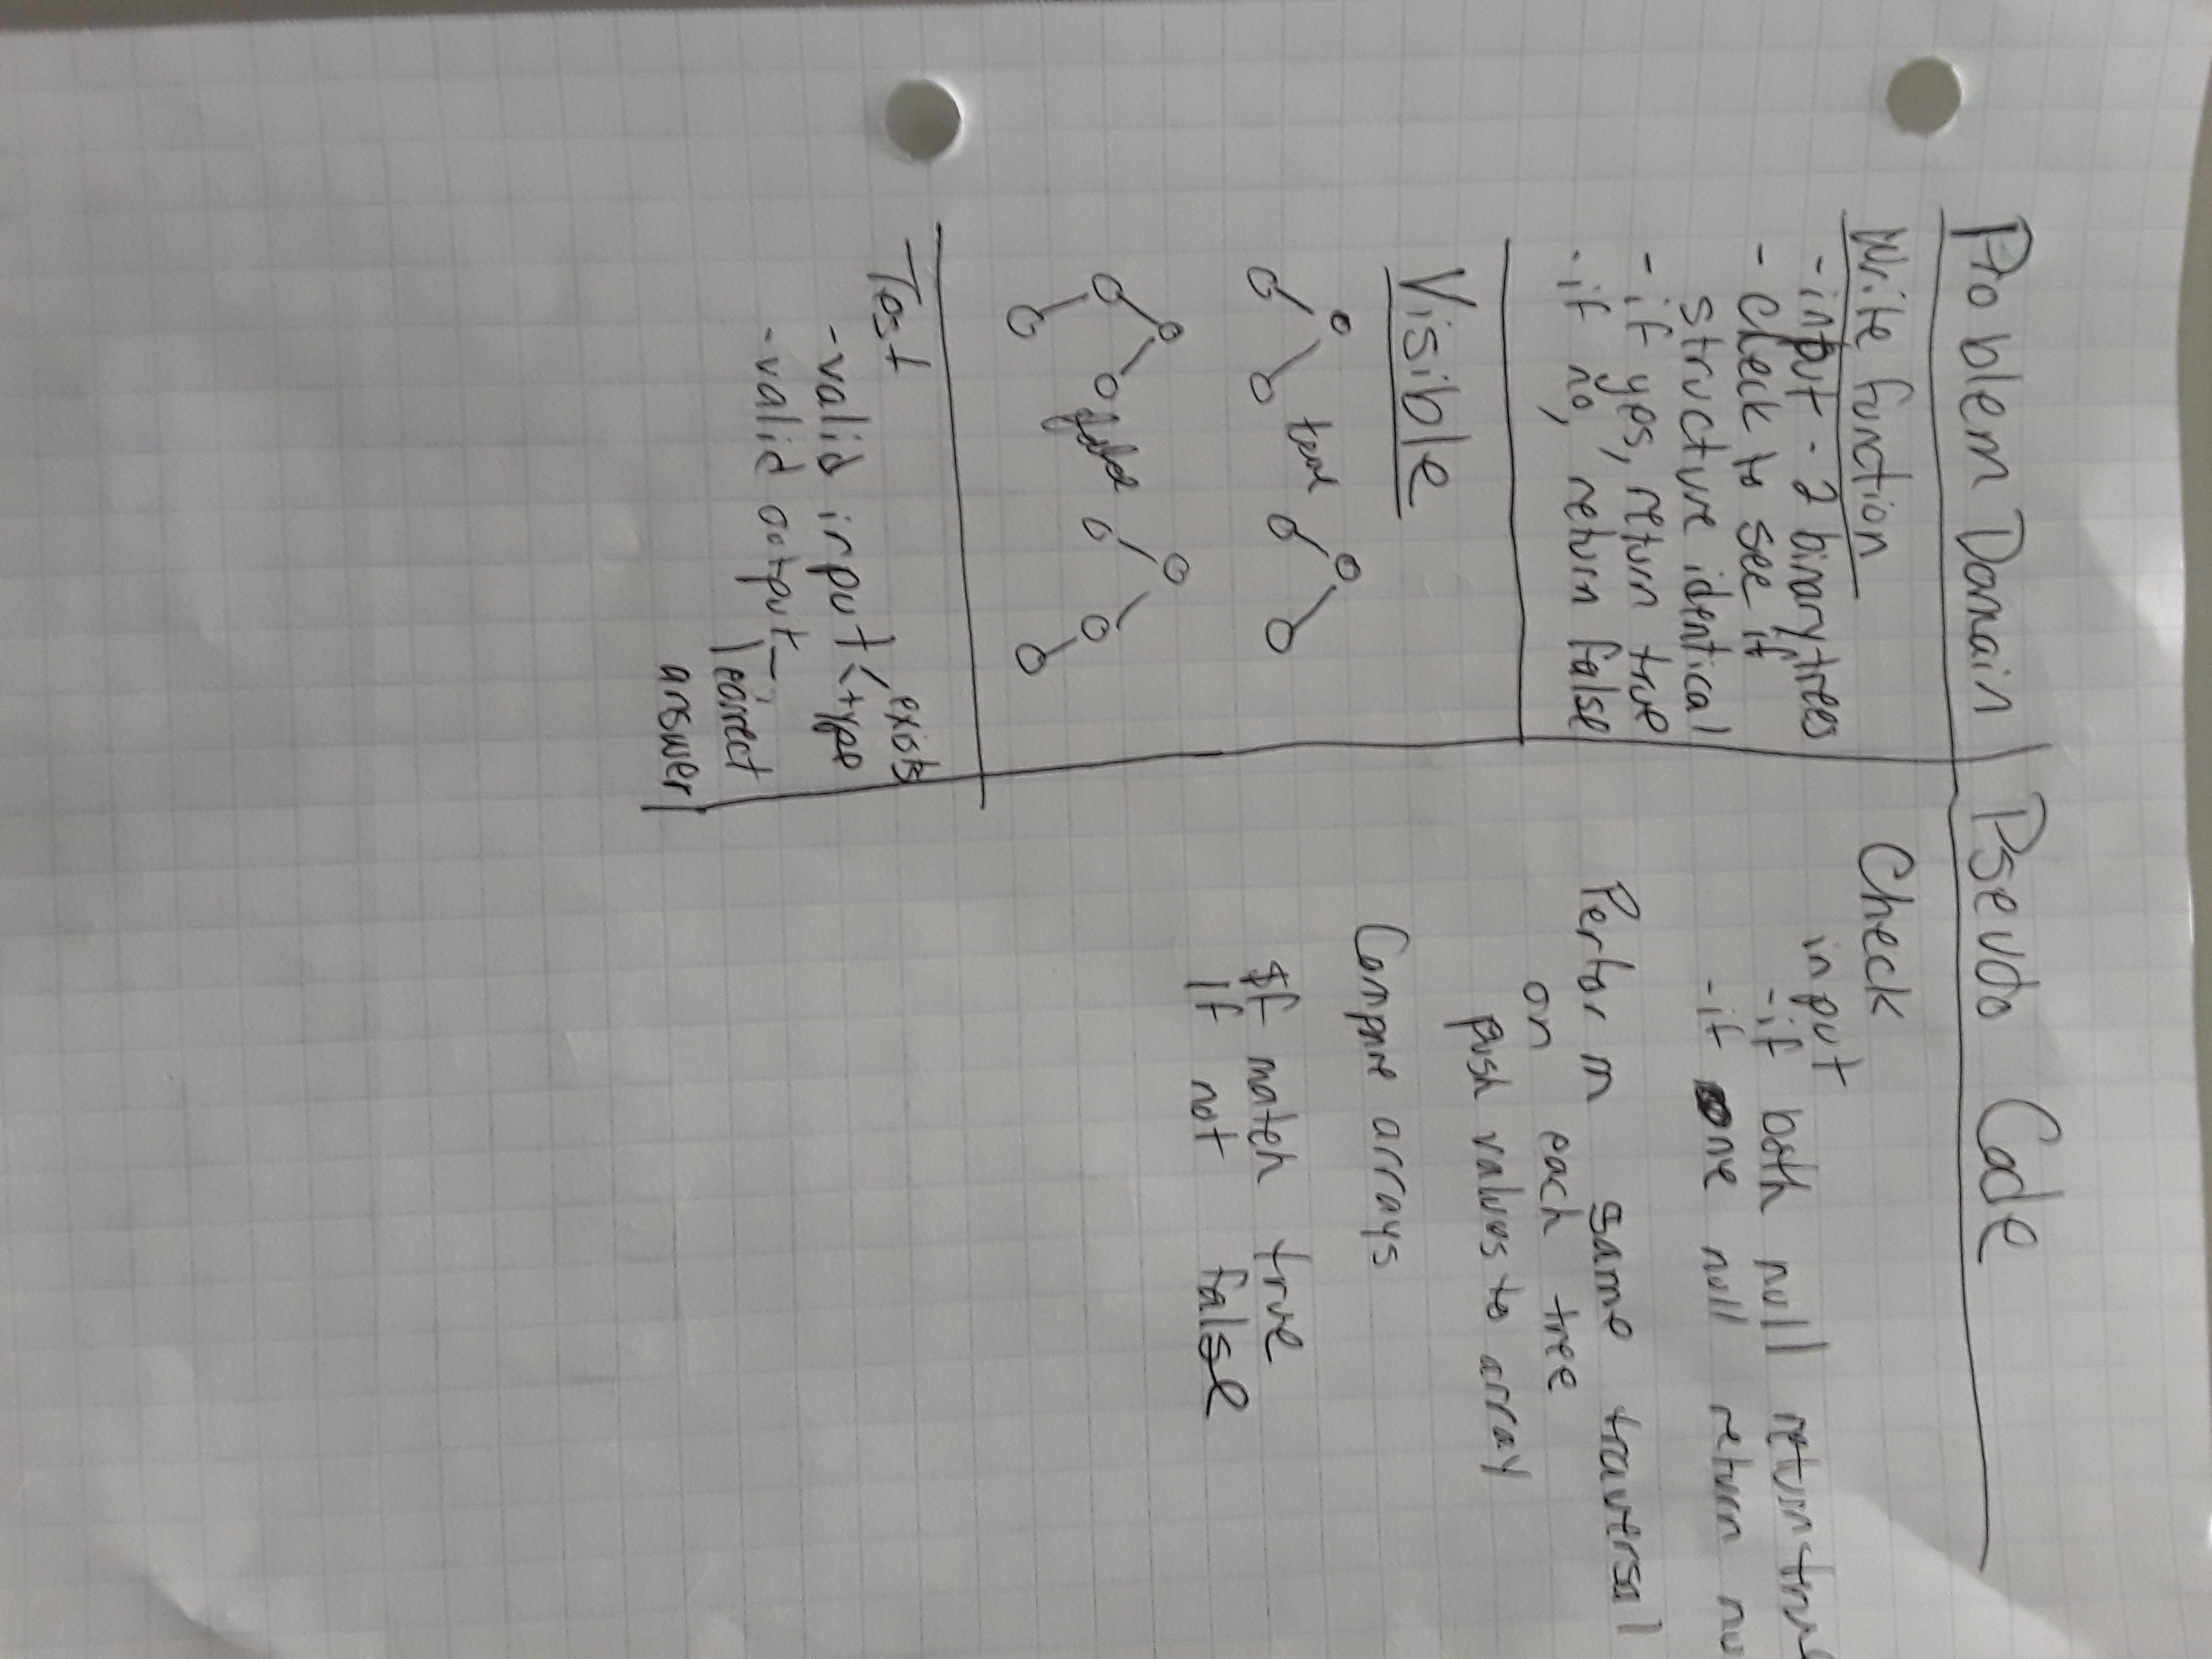 Problem Domain
Write function
- input - 2 binary trees
- check to see if
structure identical
- if yes, return true
- if no, return false
Visible
true
false
Test
- valid input
exists
type
- valid output -
correct
answer
Pseudo Code
Check
input
- if both null return true
- if one null return
Perform same traversal
on each tree
push values to array
Compare arrays
If match true
If not false